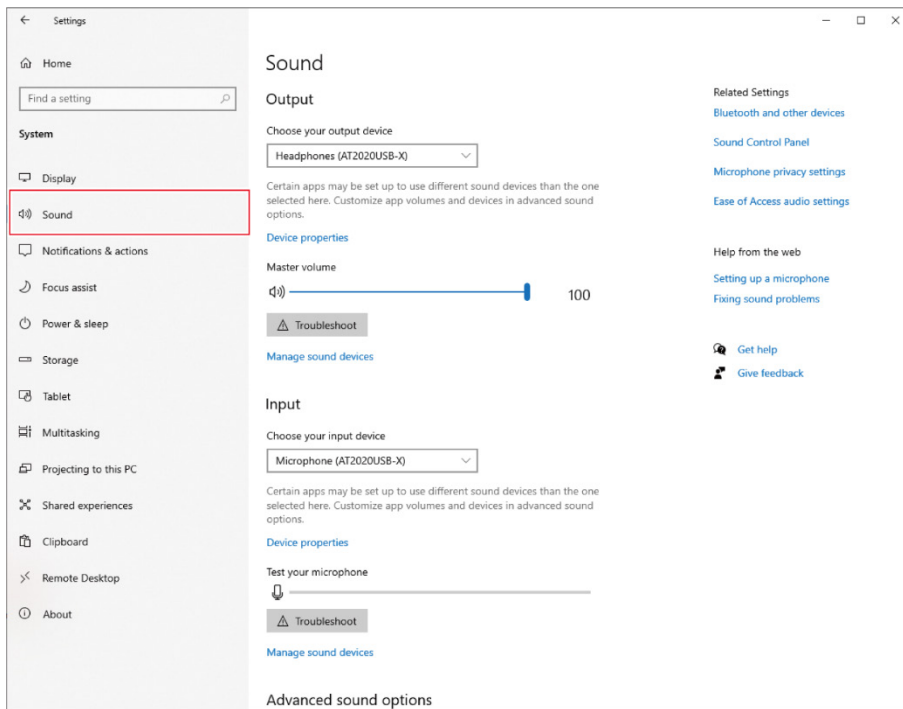 Settings
Home
Find a setting
System
Display
Sound
Notifications & actions
Focus assist
Power & sleep
Storage
Tablet
Multitasking
Projecting to this PC
Shared experiences
Clipboard
Remote Desktop
About
Sound
Output
Choose your output device
Headphones (AT2020USB-X)
Certain apps may be set up to use different sound devices than the one
selected here. Customize app volumes and devices in advanced sound
options.
Device properties
Master volume
100
Troubleshoot
Manage sound devices
Input
Choose your input device
Microphone (AT2020USB-X)
Certain apps may be set up to use different sound devices than the one
selected here. Customize app volumes and devices in advanced sound
options.
Device properties
Test your microphone
Troubleshoot
Manage sound devices
Advanced sound options
Related Settings
Bluetooth and other devices
Sound Control Panel
Microphone privacy settings
Ease of Access audio settings
Help from the web
Setting up a microphone
Fixing sound problems
Get help
Give feedback